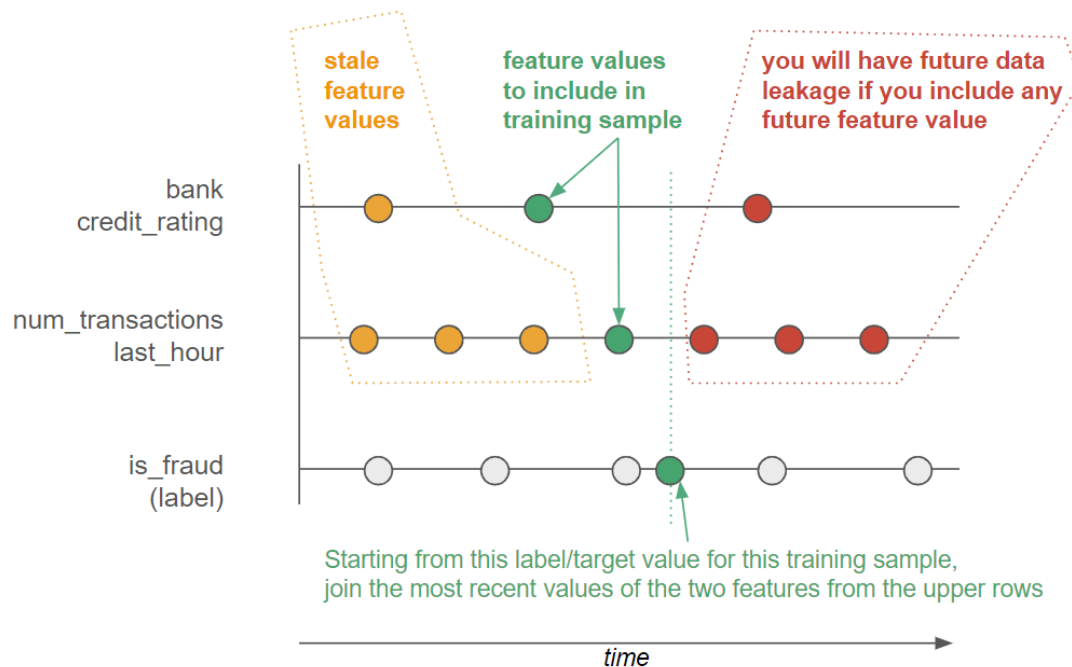 stale
feature
values
feature values
to include in
training sample
you will have future data
leakage if you include any
future feature value
bank
credit_rating
num_transactions
last_hour
is_fraud
(label)
Starting from this label/target value for this training sample,
join the most recent values of the two features from the upper rows
time